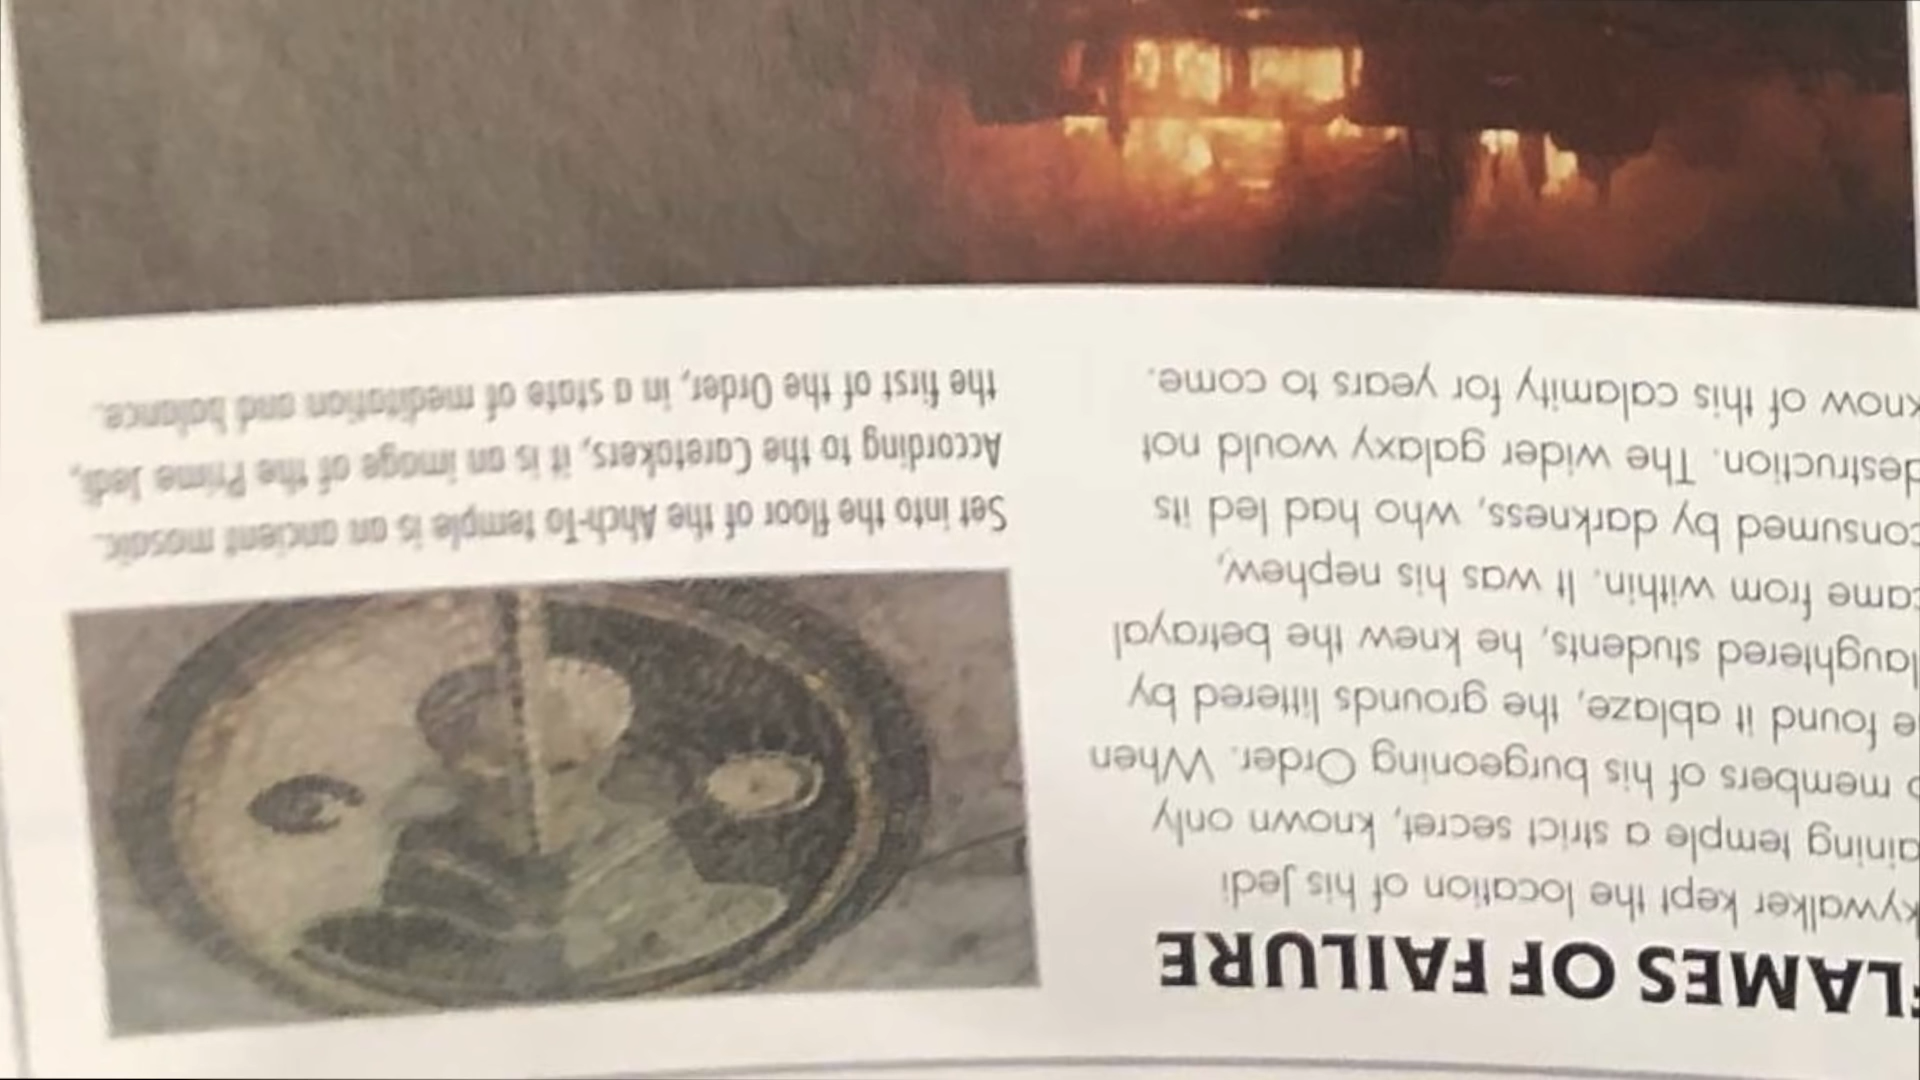 FLAMES OF FAILURE
kywalker kept the location of his Jedi
aining temple a strict secret, known only
o members of his burgeoning Order. When
e found it ablaze, the grounds littered by
laughtered students, he knew the betrayal
came from within. It was his nephew,
consumed by darkness, who had led its
destruction. The wider galaxy would not
know of this calamity for years to come.
Set into the floor of the Ahch-To temple is an ancient mosaic.
According to the Caretakers, it is an image of the Prime Jedi,
the first of the Order, in a state of meditation and balance.